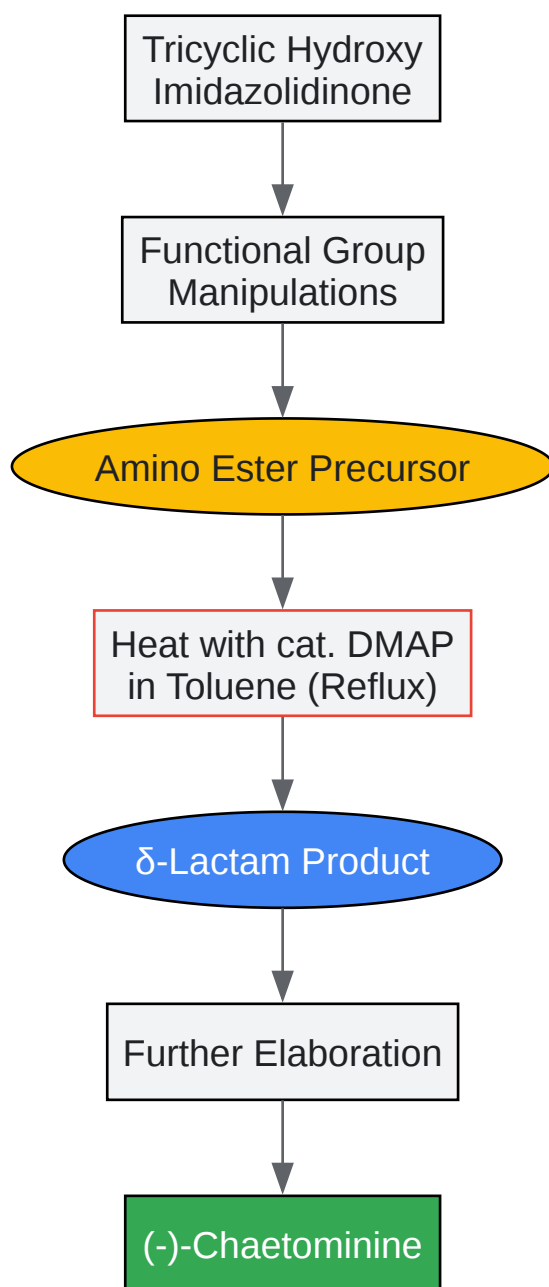 Tricyclic Hydroxy
Imidazolidinone
Functional Group
Manipulations
Amino Ester Precursor
Heat with cat. DMAP
in Toluene (Reflux)
δ-Lactam Product
Further Elaboration
(-)-Chaetominine